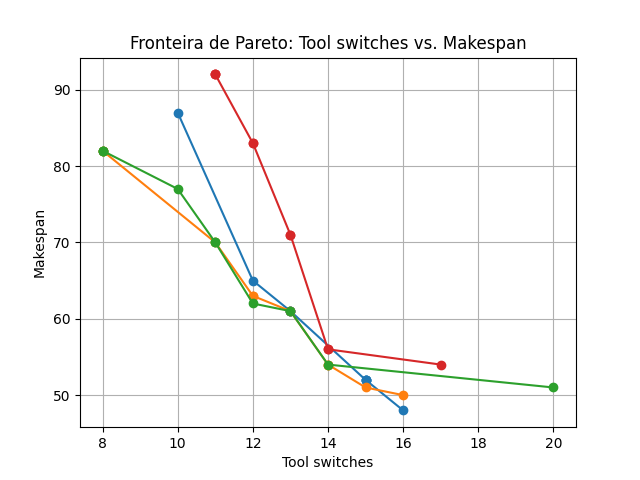 Fronteira de Pareto: Tool switches vs. Makespan
90
80
70
60
50
Makespan
8 10 12 14 16 18 20
Tool switches